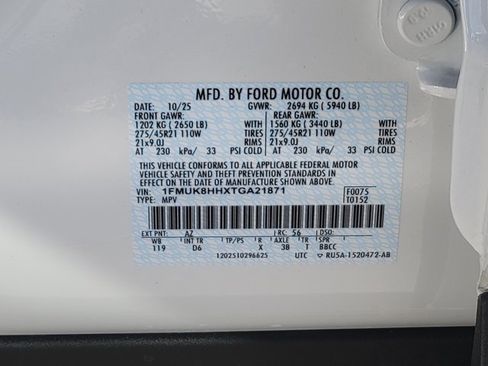 MFD. BY FORD MOTOR CO.
DATE: 10/25 GVWR: 2694 KG ( 5940 LB)
FRONT GAWR: REAR GAWR:
1202 KG ( 2650 LB) WITH 1560 KG ( 3440 LB) WITH
275/45R21 110W TIRES 275/45R21 110W TIRES
21x9.0J RIMS 21x9.0J RIMS
AT 230 kPa/ 33 PSI COLD AT 230 kPa/ 33 PSI COLD
THIS VEHICLE CONFORMS TO ALL APPLICABLE FEDERAL MOTOR
VEHICLE SAFETY AND THEFT PREVENTION STANDARDS IN
EFFECT ON THE DATE OF MANUFACTURE SHOWN ABOVE.
VIN: 1FMUK8HHXTGA21871 F0075
TYPE: MPV T0152
EXT PNT: AZ RC: 56 DSO:
WB INT TR TP/PS R AXLE TR SPR
119 D6 X 3B T BBCC
1202510296625 UTC RU5A-1520472-AB